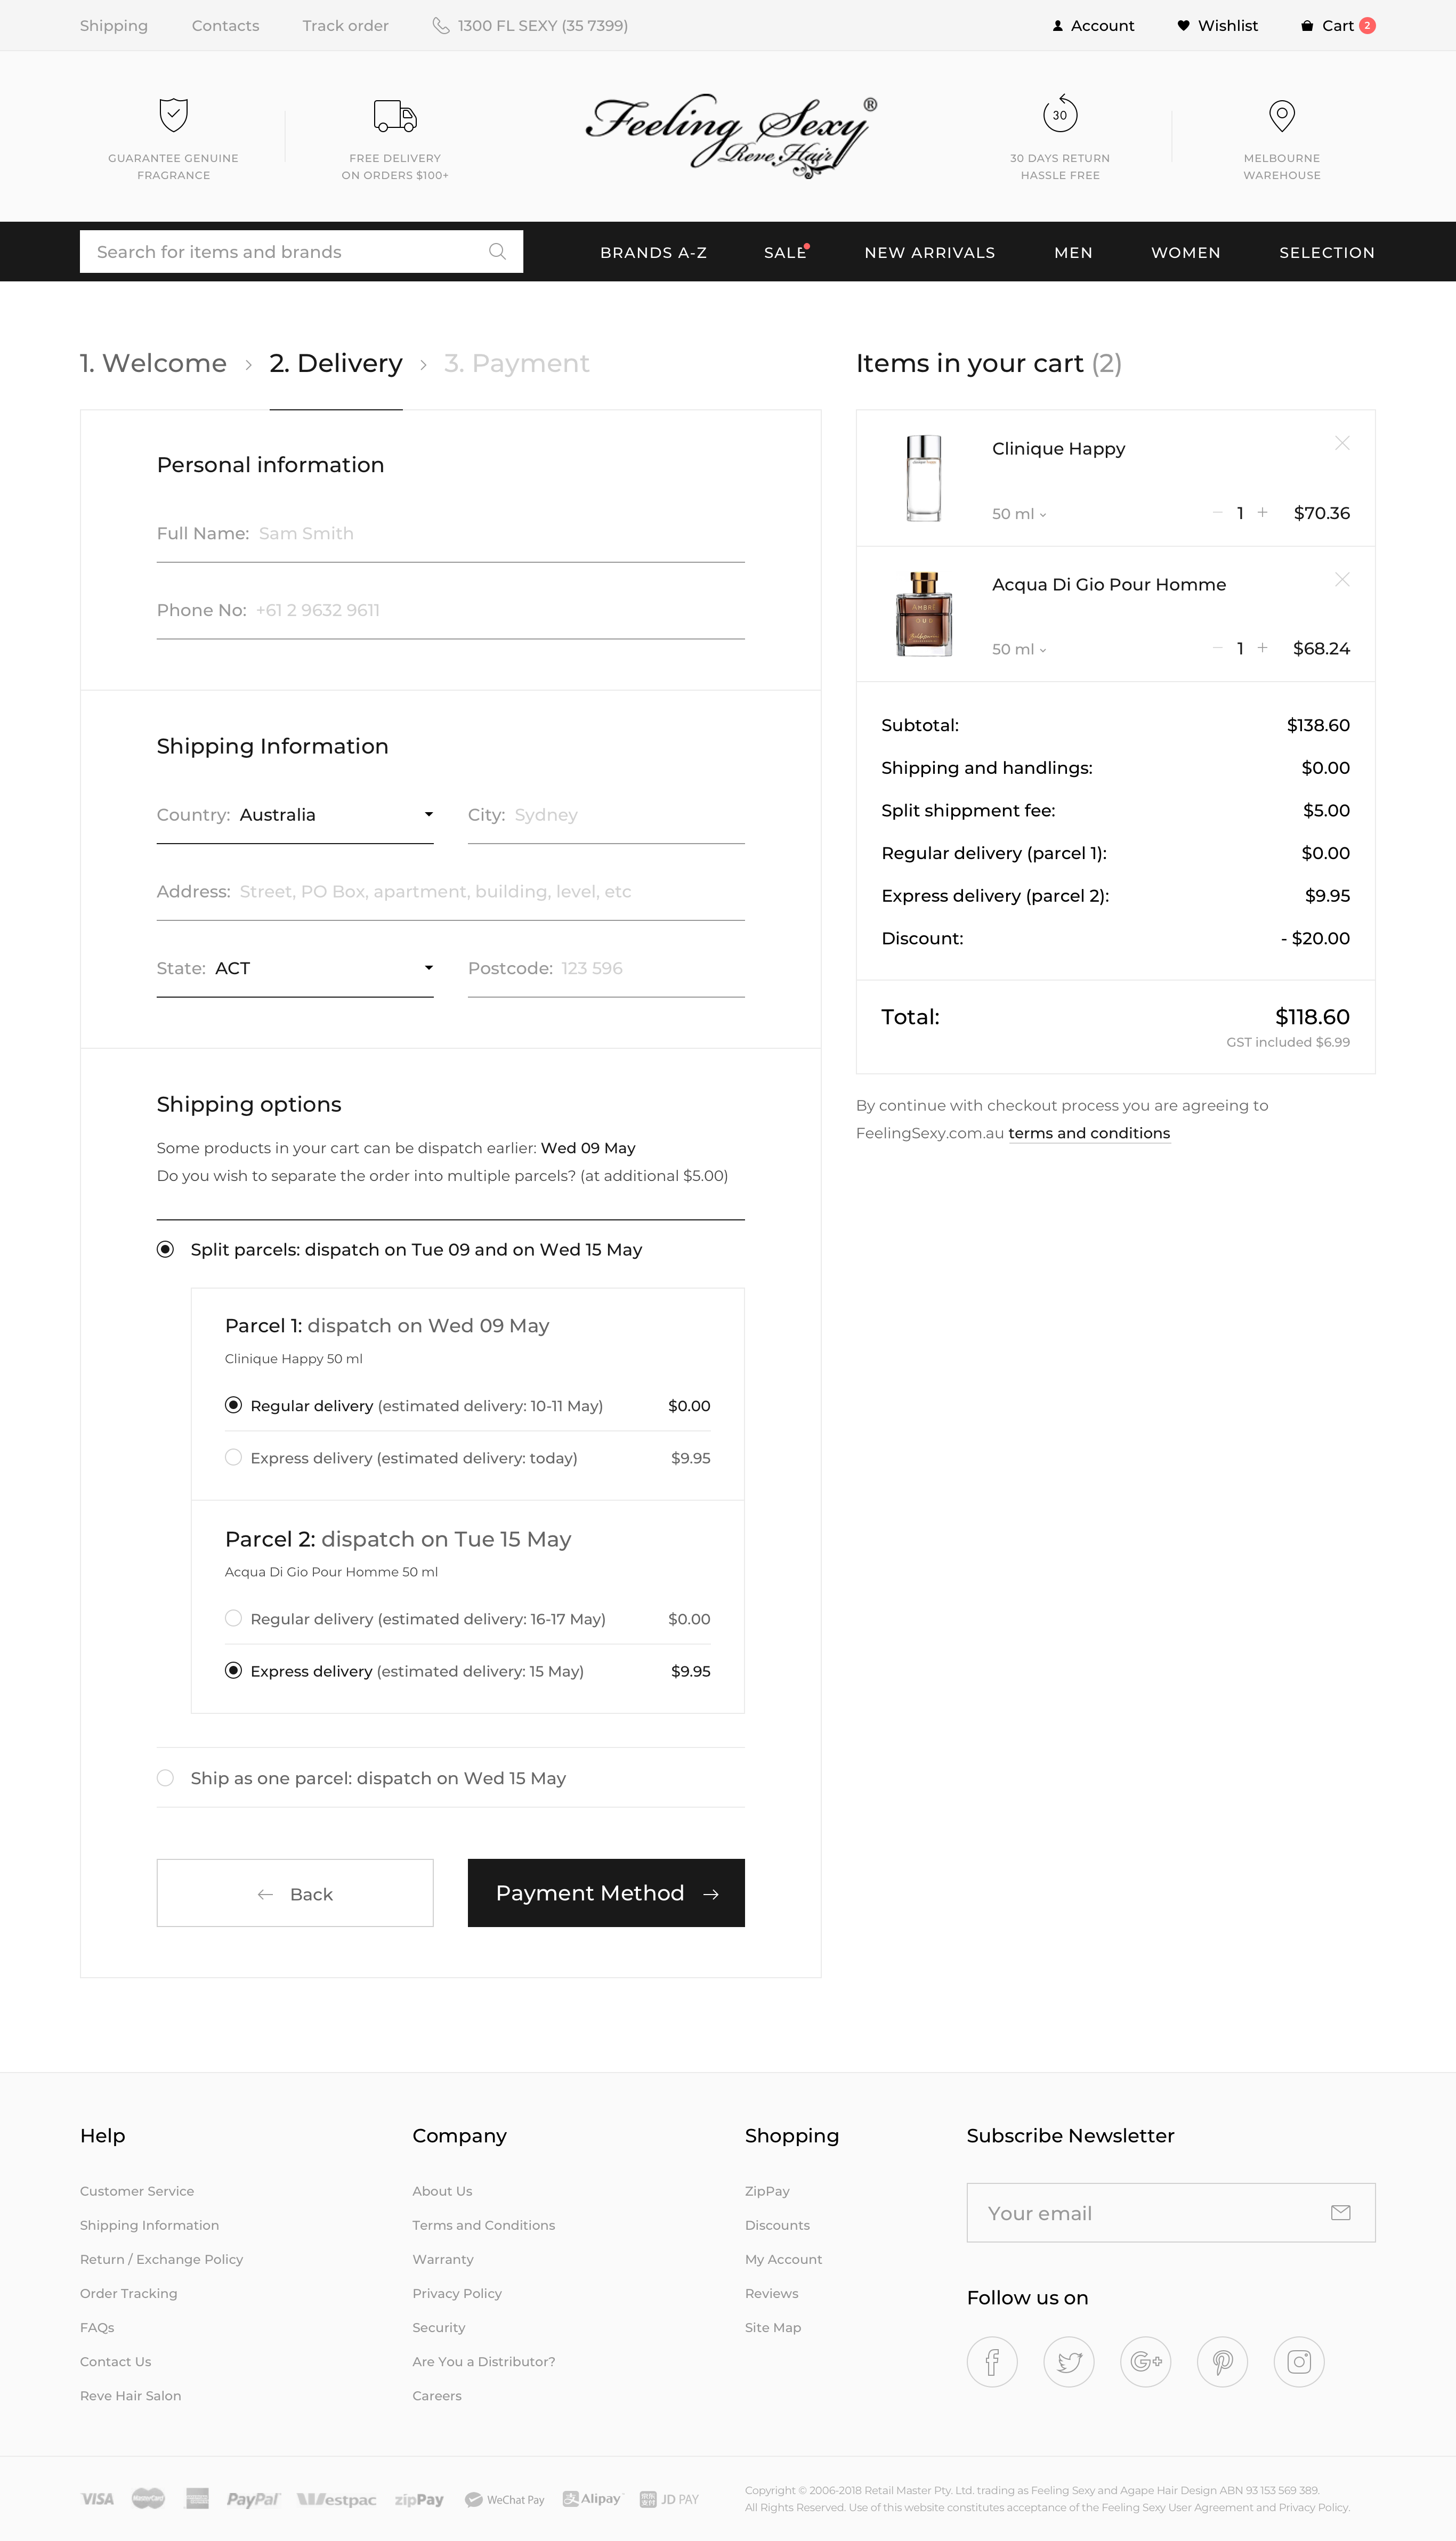 Shipping
Contacts
Track order
1300 FL SEXY (35 7399)
Account
Wishlist
Cart 2
GUARANTEE GENUINE
FRAGRANCE
FREE DELIVERY
ON ORDERS $100+
Feeling Sexy®
Reve Hair
30
30 DAYS RETURN
HASSLE FREE
MELBOURNE
WAREHOUSE
Search for items and brands
BRANDS A-Z
SALE
NEW ARRIVALS
MEN
WOMEN
SELECTION
1. Welcome › 2. Delivery › 3. Payment
Personal information
Full Name: Sam Smith
Phone No: +61 2 9632 9611
Shipping Information
Country: Australia
City: Sydney
Address: Street, PO Box, apartment, building, level, etc
State: ACT
Postcode: 123 596
Shipping options
Some products in your cart can be dispatch earlier: Wed 09 May
Do you wish to separate the order into multiple parcels? (at additional $5.00)
Split parcels: dispatch on Tue 09 and on Wed 15 May
Parcel 1: dispatch on Wed 09 May
Clinique Happy 50 ml
Regular delivery (estimated delivery: 10-11 May) $0.00
Express delivery (estimated delivery: today) $9.95
Parcel 2: dispatch on Tue 15 May
Acqua Di Gio Pour Homme 50 ml
Regular delivery (estimated delivery: 16-17 May) $0.00
Express delivery (estimated delivery: 15 May) $9.95
Ship as one parcel: dispatch on Wed 15 May
Back
Payment Method
Items in your cart (2)
Clinique Happy
50 ml
1
$70.36
AMBRE
OUD
Acqua Di Gio Pour Homme
50 ml
1
$68.24
Subtotal: $138.60
Shipping and handlings: $0.00
Split shippment fee: $5.00
Regular delivery (parcel 1): $0.00
Express delivery (parcel 2): $9.95
Discount: - $20.00
Total: $118.60
GST included $6.99
By continue with checkout process you are agreeing to
FeelingSexy.com.au terms and conditions
Help
Customer Service
Shipping Information
Return / Exchange Policy
Order Tracking
FAQs
Contact Us
Reve Hair Salon
Company
About Us
Terms and Conditions
Warranty
Privacy Policy
Security
Are You a Distributor?
Careers
Shopping
ZipPay
Discounts
My Account
Reviews
Site Map
Subscribe Newsletter
Your email
Follow us on
VISA
MasterCard
PayPal
Westpac
zipPay
WeChat Pay
Alipay
JD PAY
Copyright © 2006-2018 Retail Master Pty. Ltd. trading as Feeling Sexy and Agape Hair Design ABN 93 153 569 389.
All Rights Reserved. Use of this website constitutes acceptance of the Feeling Sexy User Agreement and Privacy Policy.